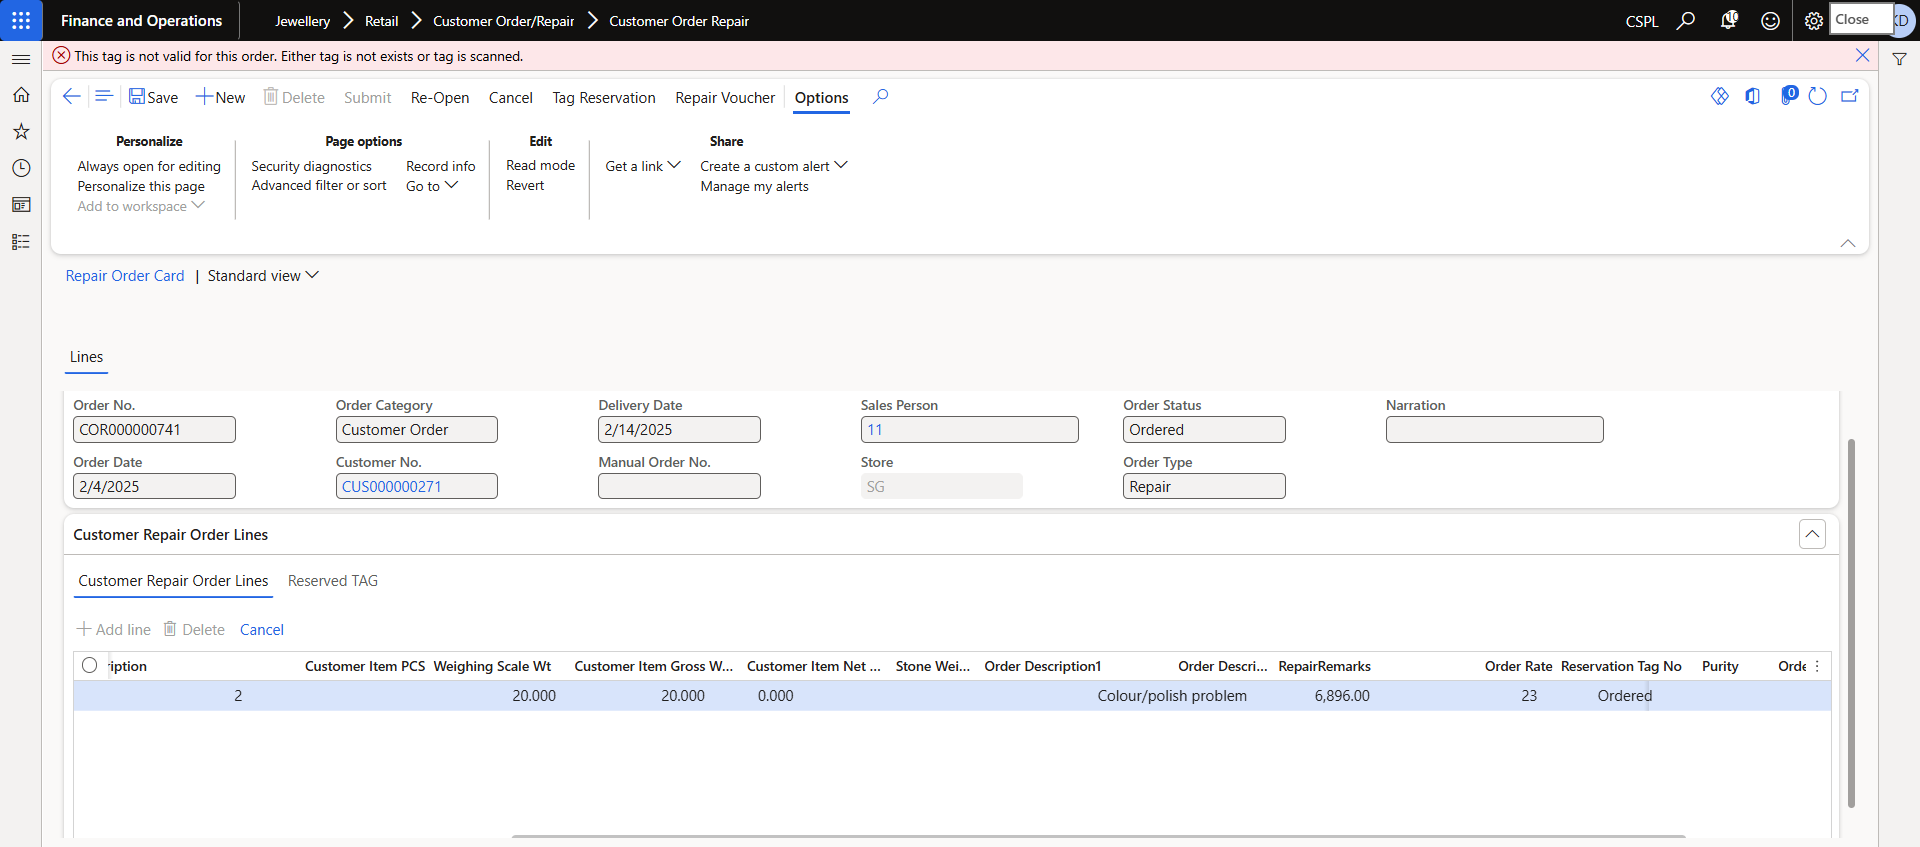 Finance and Operations
Jewellery > Retail > Customer Order/Repair > Customer Order Repair
CSPL
10
Close
This tag is not valid for this order. Either tag is not exists or tag is scanned.
Save New Delete Submit Re-Open Cancel Tag Reservation Repair Voucher Options
0
Personalize
Always open for editing
Personalize this page
Add to workspace
Page options
Security diagnostics
Advanced filter or sort
Record info
Go to
Edit
Read mode
Revert
Share
Get a link
Create a custom alert
Manage my alerts
Repair Order Card | Standard view
Lines
Order No. Order Category Delivery Date Sales Person Order Status Narration
COR000000741 Customer Order 2/14/2025 11 Ordered
Order Date Customer No. Manual Order No. Store Order Type
2/4/2025 CUS000000271 SG Repair
Customer Repair Order Lines
Customer Repair Order Lines Reserved TAG
Add line Delete Cancel
ription Customer Item PCS Weighing Scale Wt Customer Item Gross W... Customer Item Net ... Stone Wei... Order Description1 Order Descri... RepairRemarks Order Rate Reservation Tag No Purity Orde
2 20.000 20.000 0.000 Colour/polish problem 6,896.00 23 Ordered